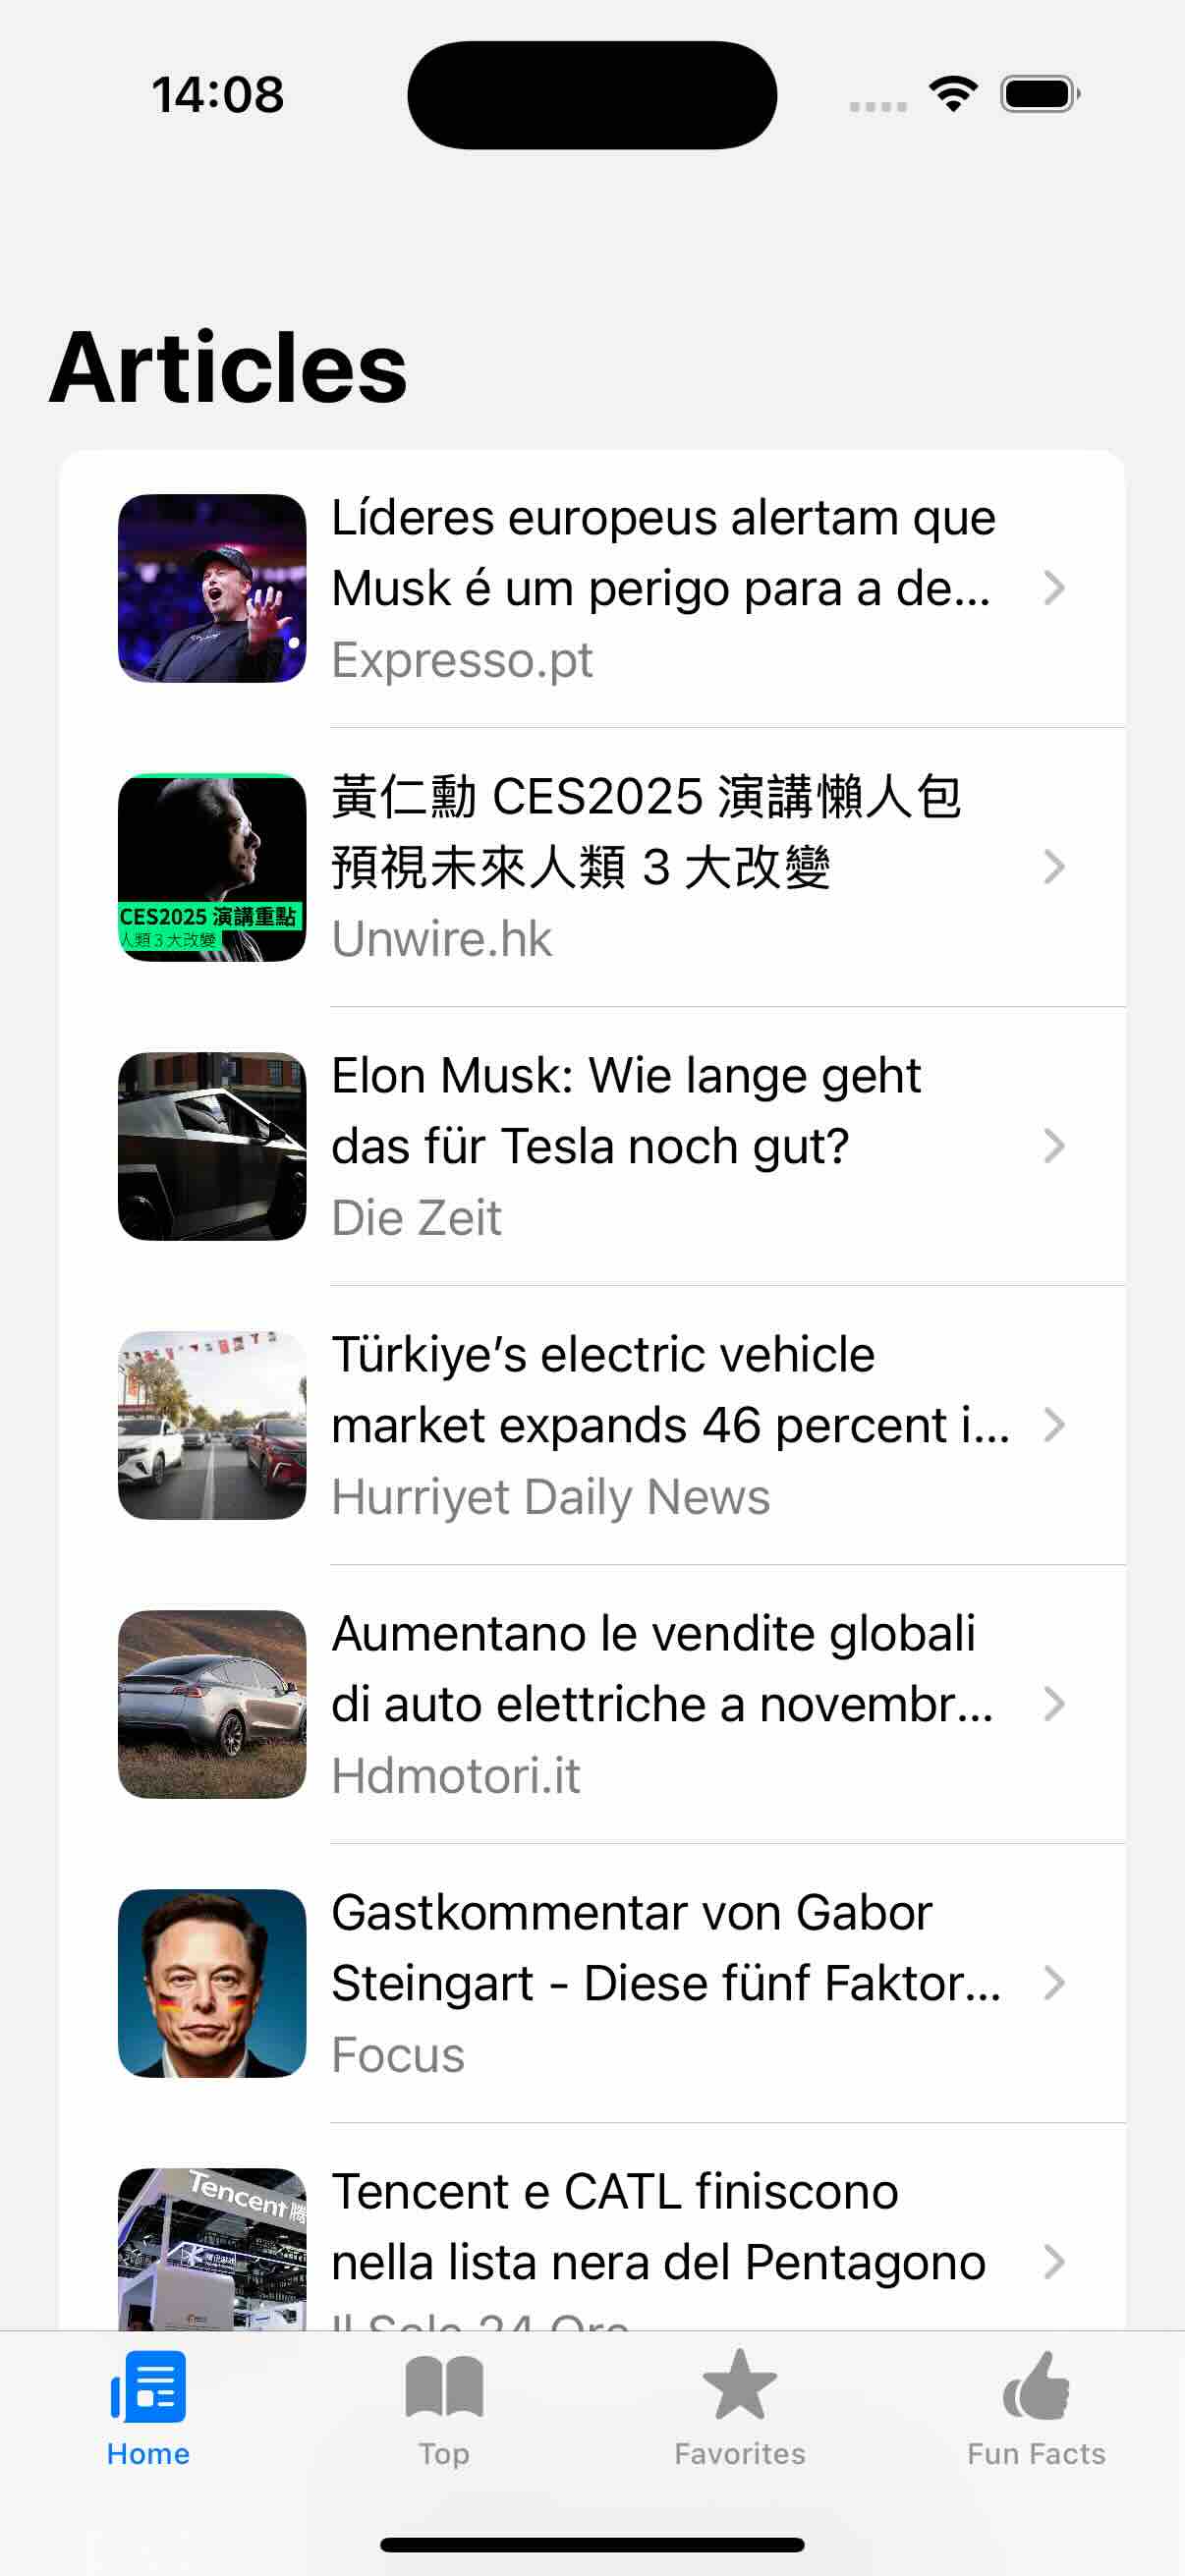 14:08
Articles
Líderes europeus alertam que
Musk é um perigo para a de...
Expresso.pt
黃仁勳 CES2025 演講懶人包
預視未來人類 3 大改變
CES2025 演講重點
人類 3 大改變
Unwire.hk
Elon Musk: Wie lange geht
das für Tesla noch gut?
Die Zeit
Türkiye’s electric vehicle
market expands 46 percent i...
Hurriyet Daily News
Aumentano le vendite globali
di auto elettriche a novembr...
Hdmotori.it
Gastkommentar von Gabor
Steingart - Diese fünf Faktor...
Focus
Tencent
Tencent e CATL finiscono
nella lista nera del Pentagono
Il Sole 24 Ore
Home
Top
Favorites
Fun Facts